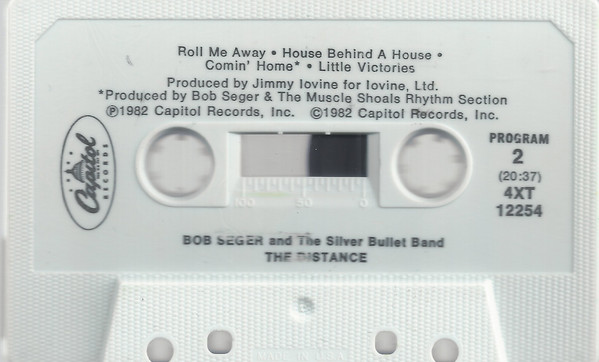 Roll Me Away • House Behind A House •
Comin' Home* • Little Victories
Produced by Jimmy Iovine for Iovine, Ltd.
*Produced by Bob Seger & The Muscle Shoals Rhythm Section
℗1982 Capitol Records, Inc. ©1982 Capitol Records, Inc.
Capitol
RECORDS
PROGRAM
2
(20:37)
4XT
12254
100 50 0
BOB SEGER and The Silver Bullet Band
THE DISTANCE